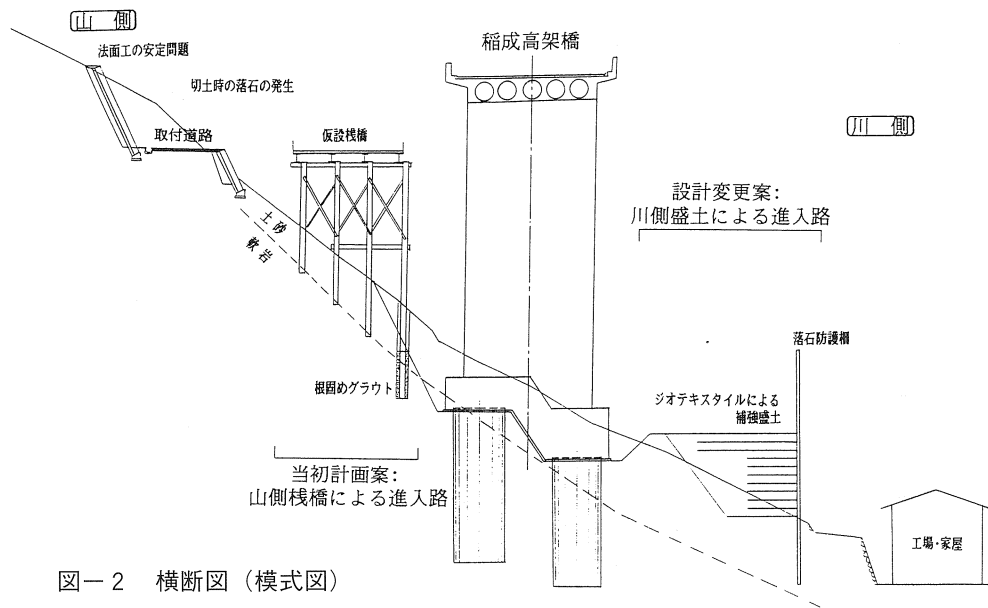 山　側
法面工の安定問題
切土時の落石の発生
取付道路
仮設桟橋
稲成高架橋
川　側
設計変更案：
川側盛土による進入路
土砂
軟岩
落石防護柵
根固めグラウト
ジオテキスタイルによる
補強盛土
当初計画案：
山側桟橋による進入路
工場・家屋
図－２　横断図（模式図）